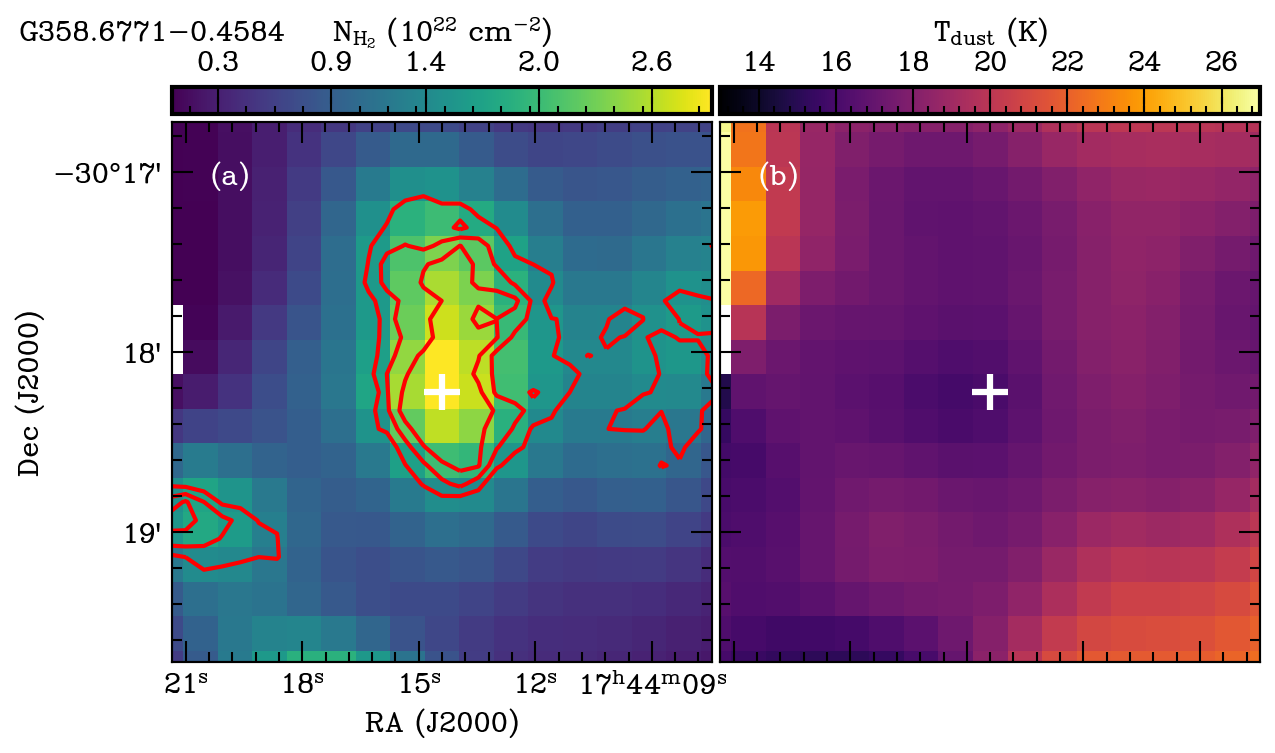 G358.6771−0.4584 N_H₂ (10²² cm⁻²) T_dust (K)
0.3 0.9 1.4 2.0 2.6 14 16 18 20 22 24 26
−30°17' (a) (b)
18'
19'
Dec (J2000)
21ˢ 18ˢ 15ˢ 12ˢ 17ʰ44ᵐ09ˢ
RA (J2000)